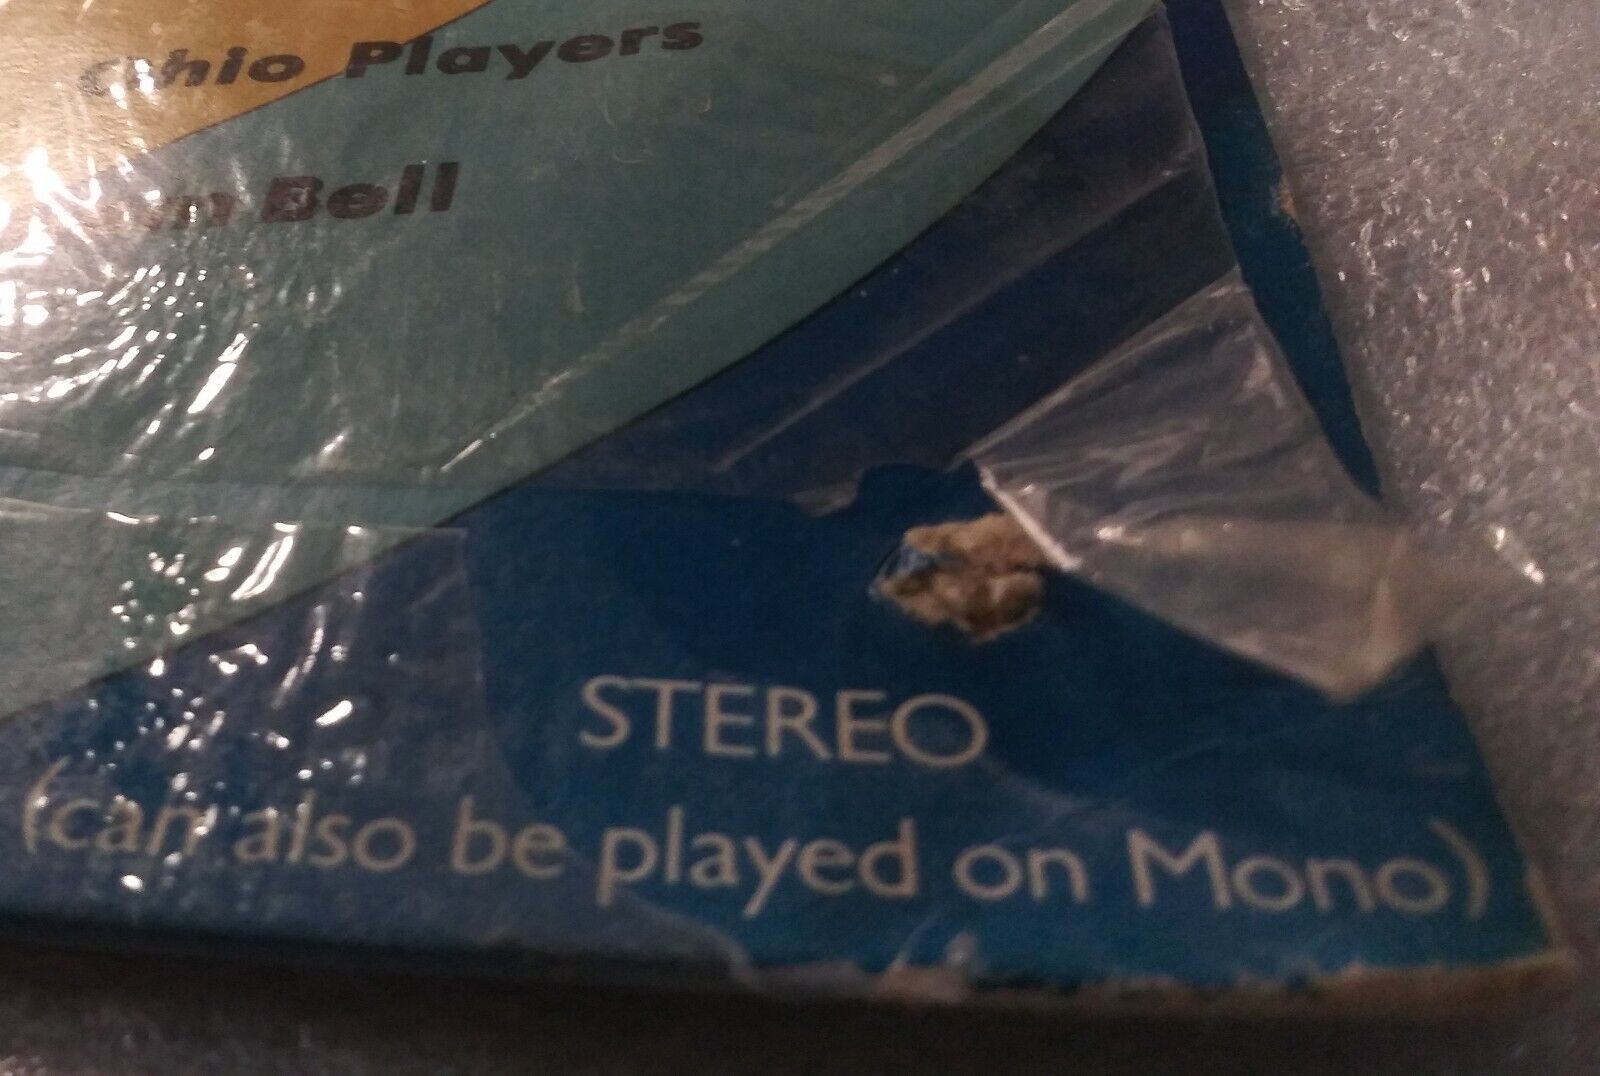 Ohio Players
Bell
STEREO
(can also be played on Mono)